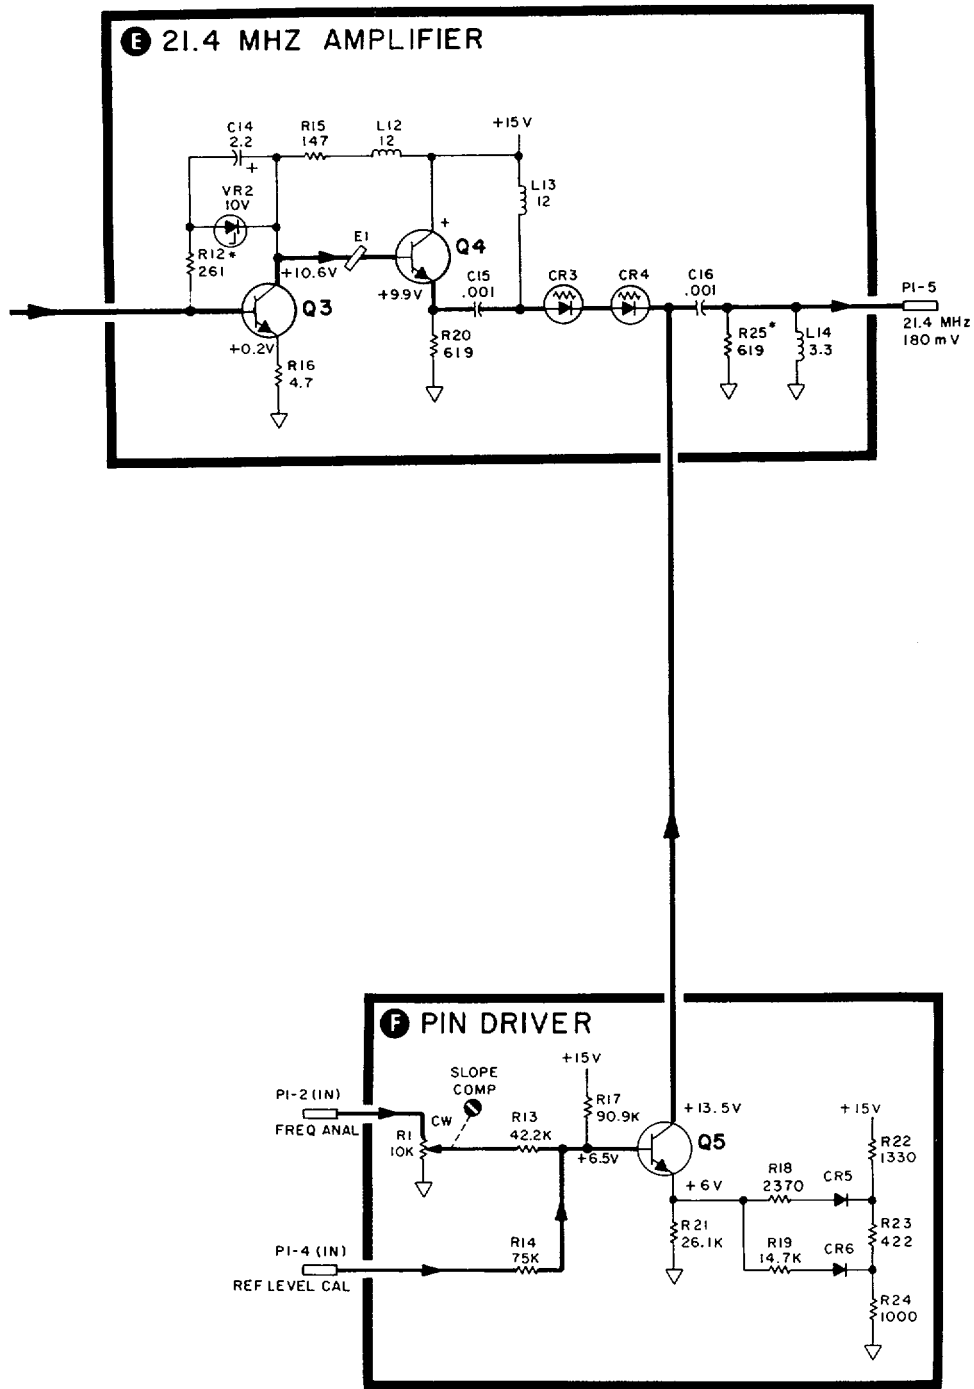 E 21.4 MHZ AMPLIFIER
C14
2.2
+
R15
147
L12
12
+15V
L13
12
VR2
10V
R12*
261
E1
+
Q4
+10.6V
Q3
+9.9V
C15
.001
CR3
CR4
C16
.001
P1-5
21.4 MHz
180 mV
+0.2V
R16
4.7
R20
619
R25*
619
L14
3.3
F PIN DRIVER
+15V
SLOPE
COMP
P1-2 (IN)
FREQ ANAL
CW
R1
10K
R13
42.2K
R17
90.9K
+13.5V
+15V
Q5
+6.5V
R22
1330
+6V
R18
2370
CR5
R21
26.1K
R23
422
R19
14.7K
CR6
P1-4 (IN)
REF LEVEL CAL
R14
75K
R24
1000